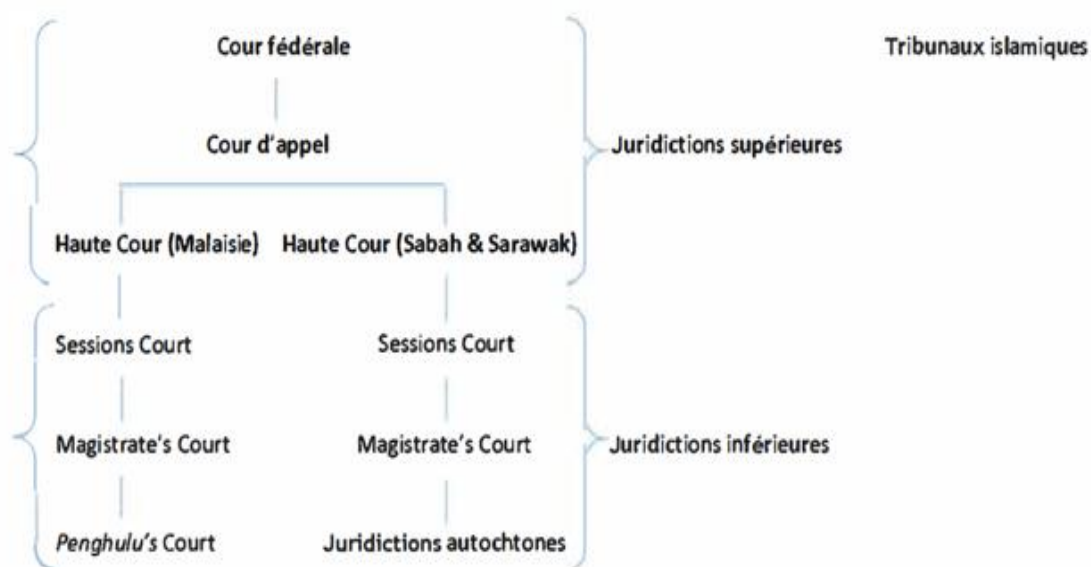 Cour fédérale
Tribunaux islamiques
Cour d'appel
Juridictions supérieures
Haute Cour (Malaisie)
Haute Cour (Sabah & Sarawak)
Sessions Court
Sessions Court
Magistrate's Court
Magistrate's Court
Juridictions inférieures
Penghulu's Court
Juridictions autochtones